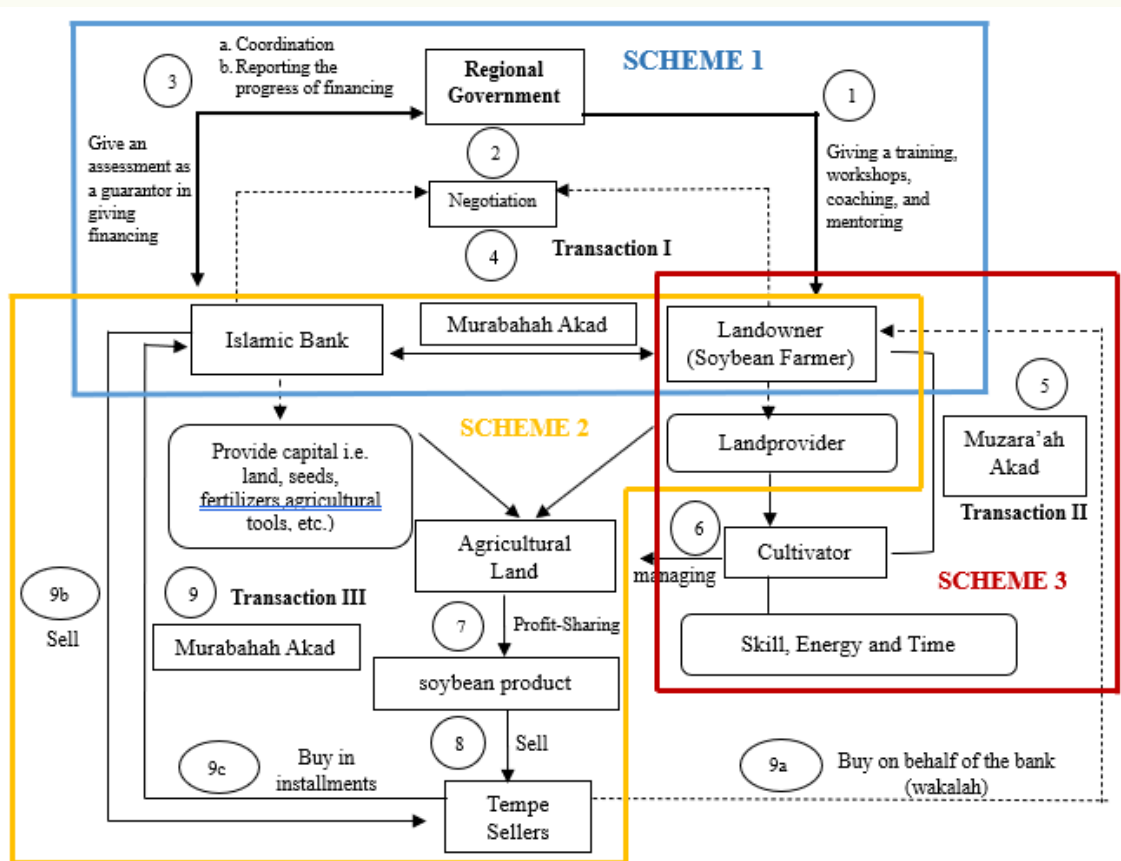 a. Coordination
b. Reporting the
progress of financing
3
Regional
Government
SCHEME 1
1
Give an
assessment as
a guarantor in
giving
financing
2
Negotiation
4
Transaction I
Giving a training,
workshops,
coaching, and
mentoring
Islamic Bank
Murabahah Akad
Landowner
(Soybean Farmer)
5
SCHEME 2
Provide capital i.e.
land, seeds,
fertilizers,agricultural
tools, etc.)
Landprovider
Muzara’ah
Akad
Transaction II
Agricultural
Land
6
managing
Cultivator
SCHEME 3
9b
Sell
9
Transaction III
Murabahah Akad
7
Profit-Sharing
Skill, Energy and Time
soybean product
8
Sell
9c
Buy in
installments
9a
Buy on behalf of the bank
(wakalah)
Tempe
Sellers